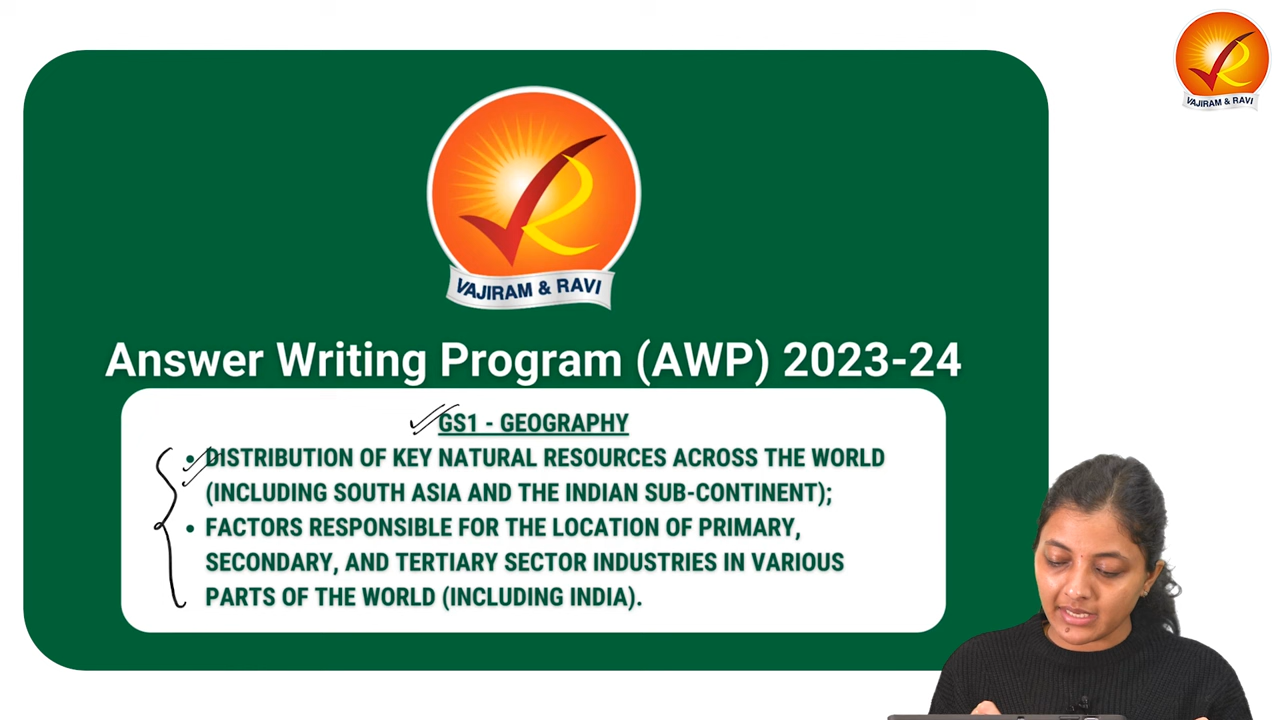 VAJIRAM & RAVI
VAJIRAM & RAVI
Answer Writing Program (AWP) 2023-24
GS1 - GEOGRAPHY
• DISTRIBUTION OF KEY NATURAL RESOURCES ACROSS THE WORLD
(INCLUDING SOUTH ASIA AND THE INDIAN SUB-CONTINENT);
• FACTORS RESPONSIBLE FOR THE LOCATION OF PRIMARY,
SECONDARY, AND TERTIARY SECTOR INDUSTRIES IN VARIOUS
PARTS OF THE WORLD (INCLUDING INDIA).